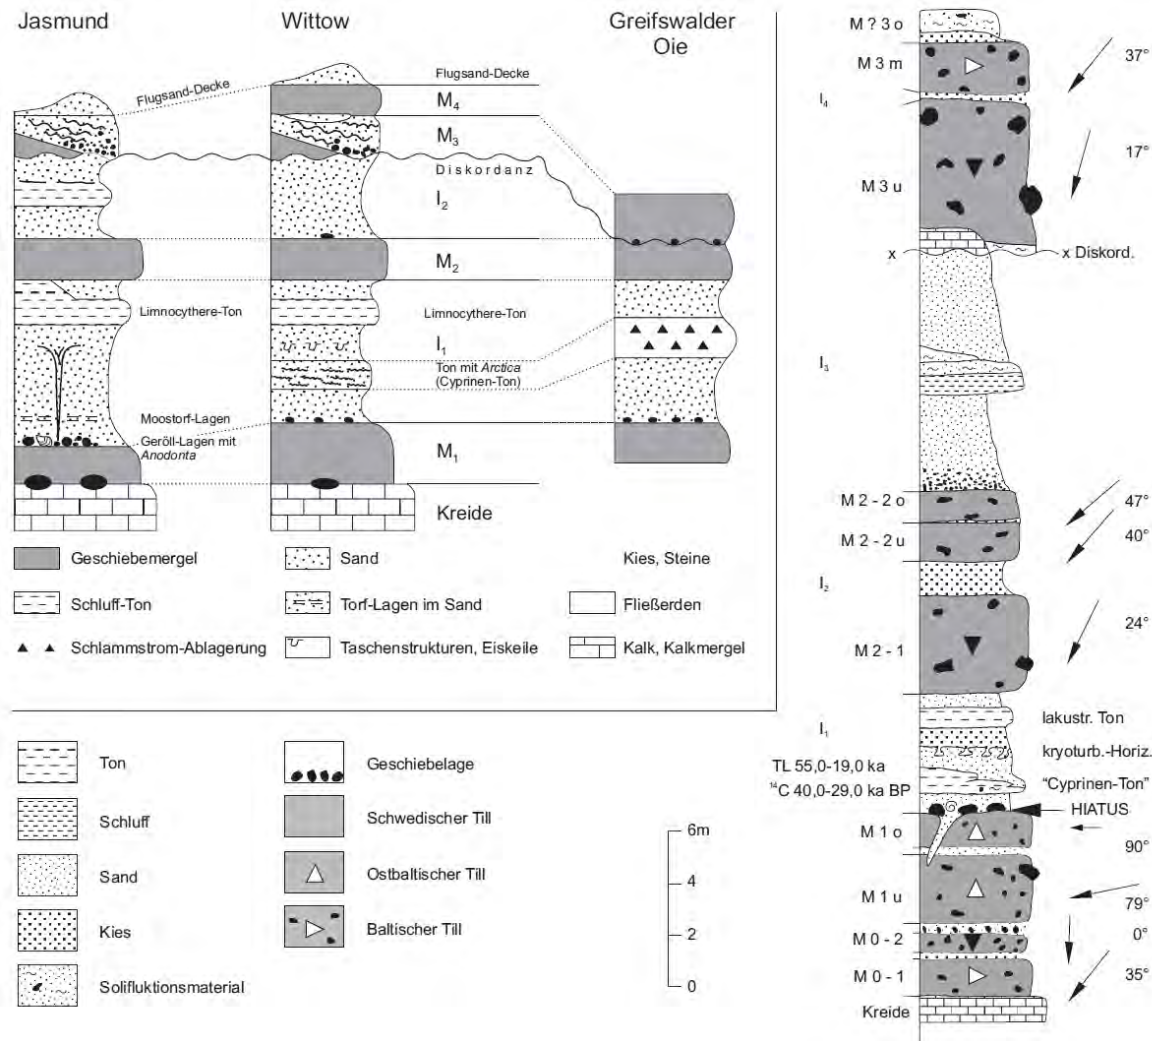 Jasmund
Wittow
Greifswalder
Oie
Flugsand-Decke
Flugsand-Decke
M4
M3
Diskordanz
I2
M2
Limnocythere-Ton
Limnocythere-Ton
I1
Ton mit Arctica
(Cyprinen-Ton)
Moostorf-Lagen
Geröll-Lagen mit
Anodonta
M1
Kreide
Geschiebemergel
Sand
Kies, Steine
Schluff-Ton
Torf-Lagen im Sand
Fließerden
Schlammstrom-Ablagerung
Taschenstrukturen, Eiskeile
Kalk, Kalkmergel
Ton
Geschiebelage
Schluff
Schwedischer Till
Sand
Ostbaltischer Till
Kies
Baltischer Till
Solifluktionsmaterial
6m
4
2
0
M ? 3 o
M 3 m
37°
I4
17°
M 3 u
x
x Diskord.
I3
M 2 - 2 o
47°
M 2 - 2 u
40°
I2
24°
M 2 - 1
lakustr. Ton
I1
kryoturb.-Horiz.
TL 55,0-19,0 ka
"Cyprinen-Ton"
14C 40,0-29,0 ka BP
HIATUS
M 1 o
90°
M 1 u
79°
0°
M 0 - 2
M 0 - 1
35°
Kreide